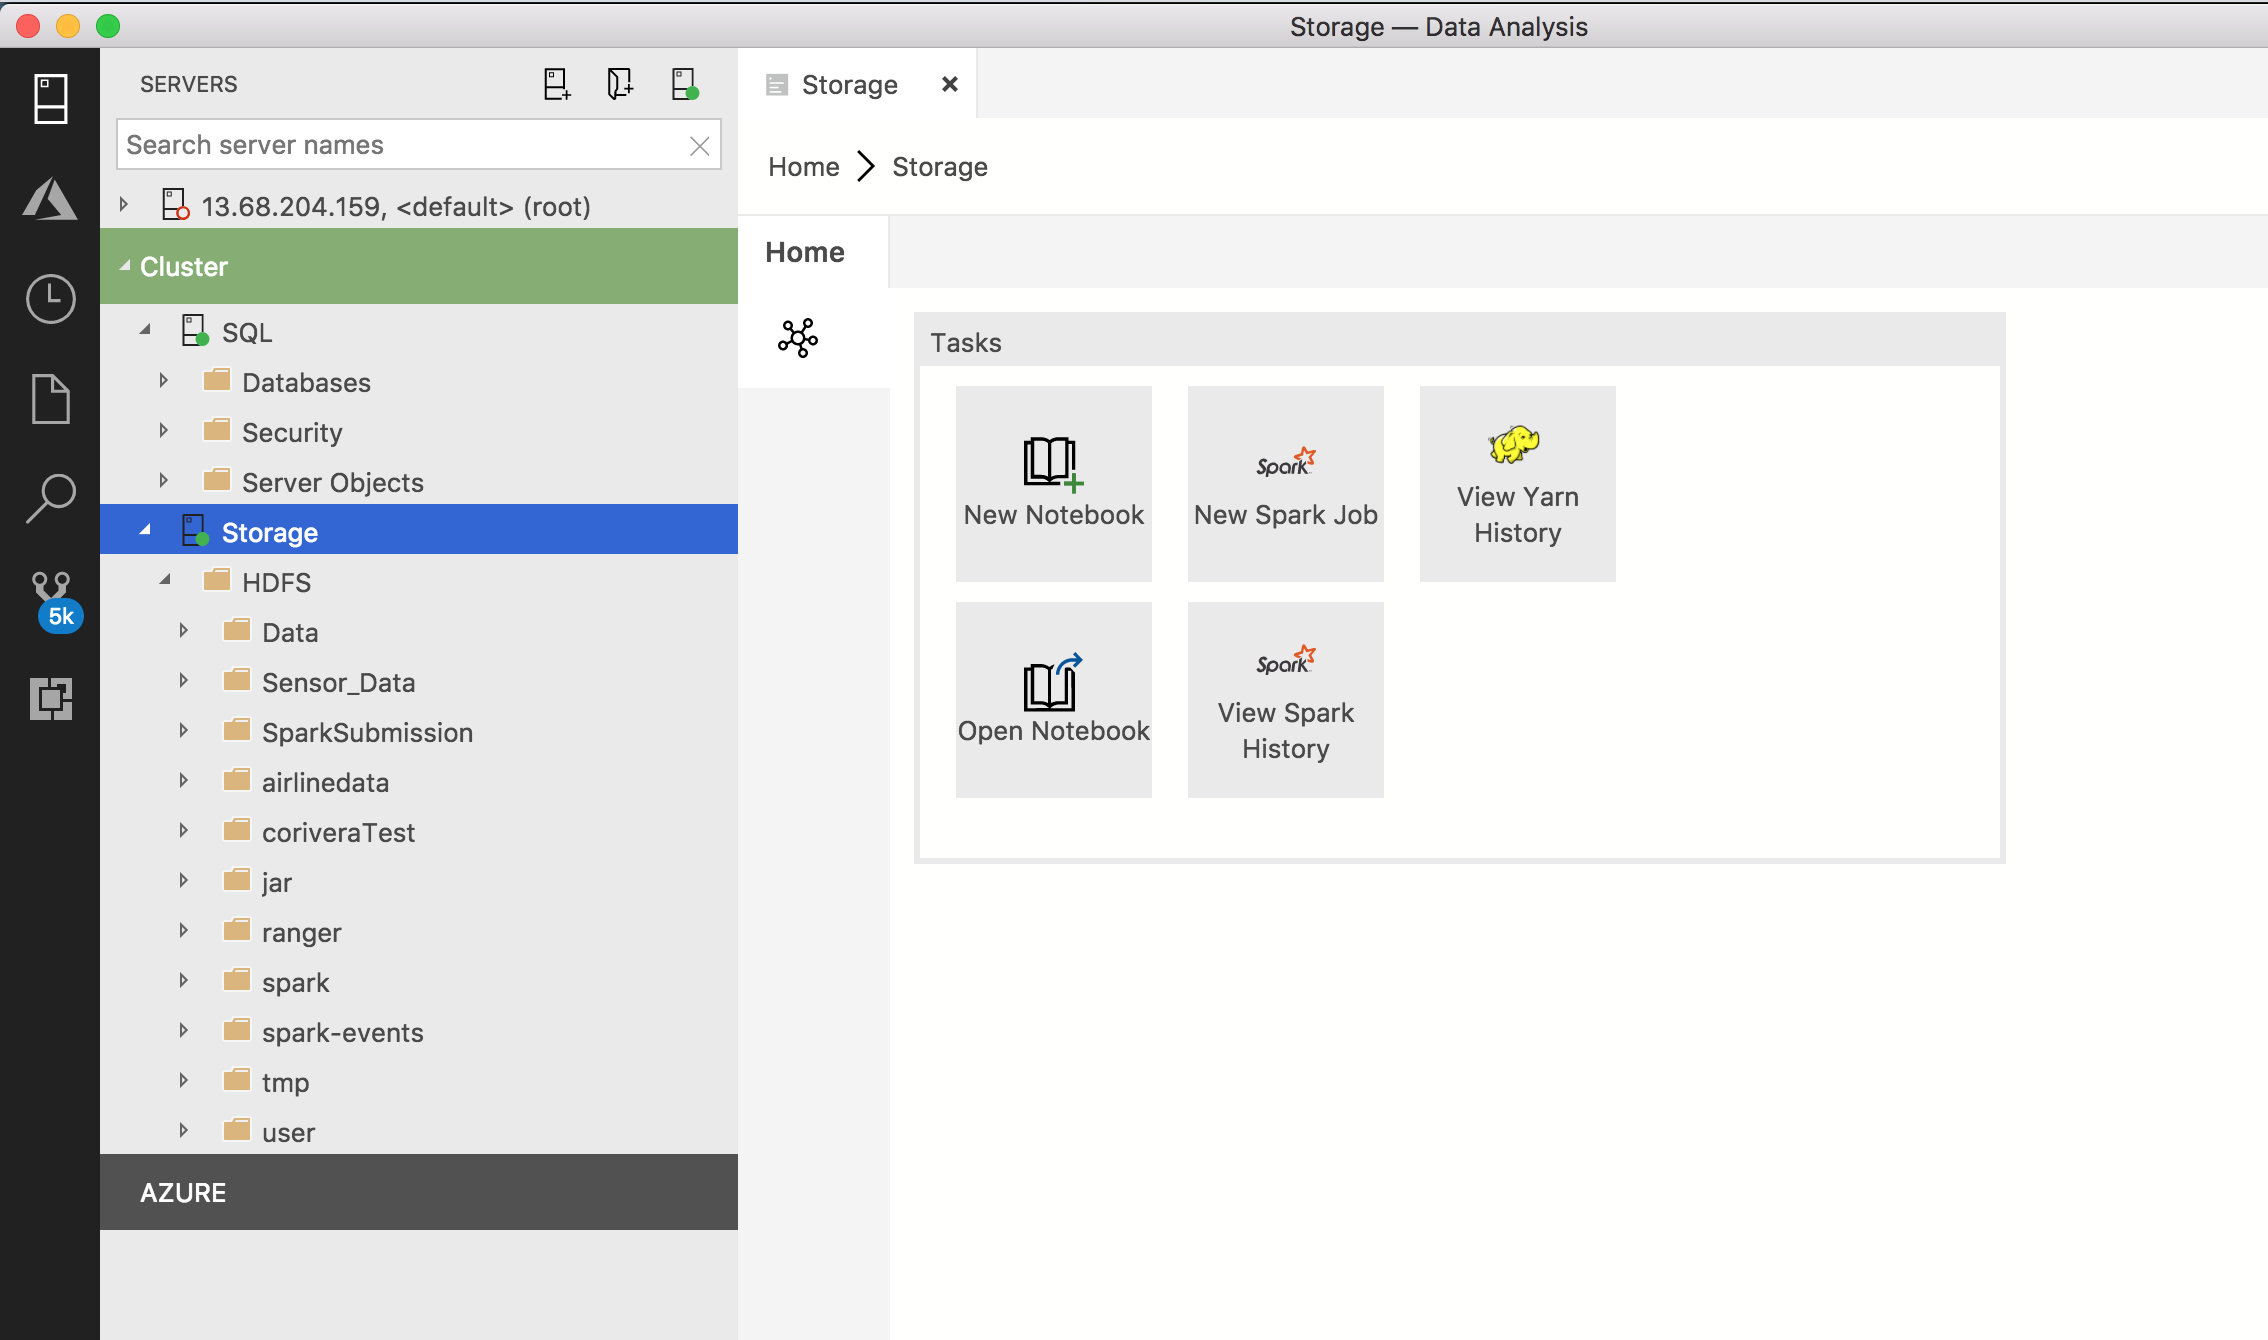 Storage — Data Analysis
SERVERS
Search server names
13.68.204.159, <default> (root)
Cluster
SQL
Databases
Security
Server Objects
Storage
HDFS
Data
Sensor_Data
SparkSubmission
airlinedata
coriveraTest
jar
ranger
spark
spark-events
tmp
user
AZURE
5k
Storage
Home
Storage
Home
Tasks
New Notebook
Spark
New Spark Job
View Yarn
History
Open Notebook
Spark
View Spark
History